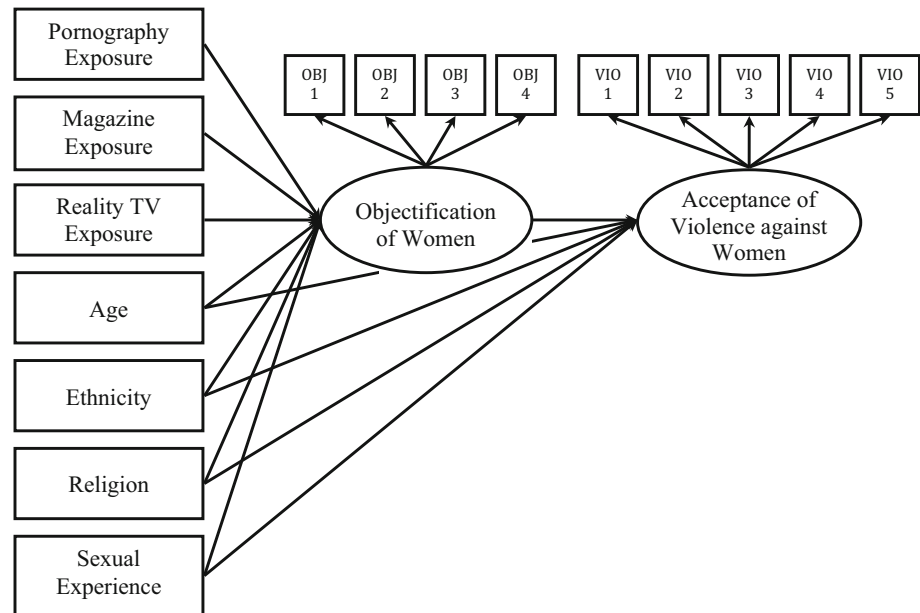 Pornography
Exposure
Magazine
Exposure
Reality TV
Exposure
Age
Ethnicity
Religion
Sexual
Experience
OBJ
1
OBJ
2
OBJ
3
OBJ
4
Objectification
of Women
VIO
1
VIO
2
VIO
3
VIO
4
VIO
5
Acceptance of
Violence against
Women